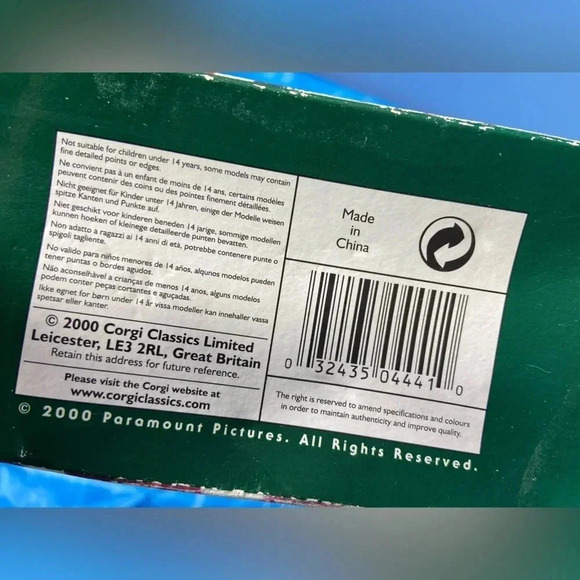 Not suitable for children under 14 years, some models may contain
fine detailed points or edges.
Ne convient pas à un enfant de moins de 14 ans, certains modèles
peuvent contenir des coins ou des pointes finement détaillées.
Nicht geeignet für Kinder unter 14 Jahren, einige der Modelle weisen
spitze Kanten und Punkte auf.
Niet geschikt voor kinderen beneden 14 jarige, sommige modellen
kunnen hoeken of kleinege detailleerde punten bevatten.
Non adatto a ragazzi ai 14 anni di età, potrebbe contenere punte o
spigoli tagliente.
No valido para niños menores de 14 años, algunos modelos pueden
tener puntas o bordes agudos.
Não aconselhável a crianças de menos 14 anos, alguns modelos
podem conter peças cortantes e aguçadas.
Ikke egnet for børn under 14 år vissa modeller kan innehaller vassa
spetsar eller kanter.
© 2000 Corgi Classics Limited
Leicester, LE3 2RL, Great Britain
Retain this address for future reference.
Please visit the Corgi website at
www.corgiclassics.com
Made
in
China
0 32435 04441 0
The right is reserved to amend specifications and colours
in order to maintain authenticity and improve quality.
© 2000 Paramount Pictures. All Rights Reserved.